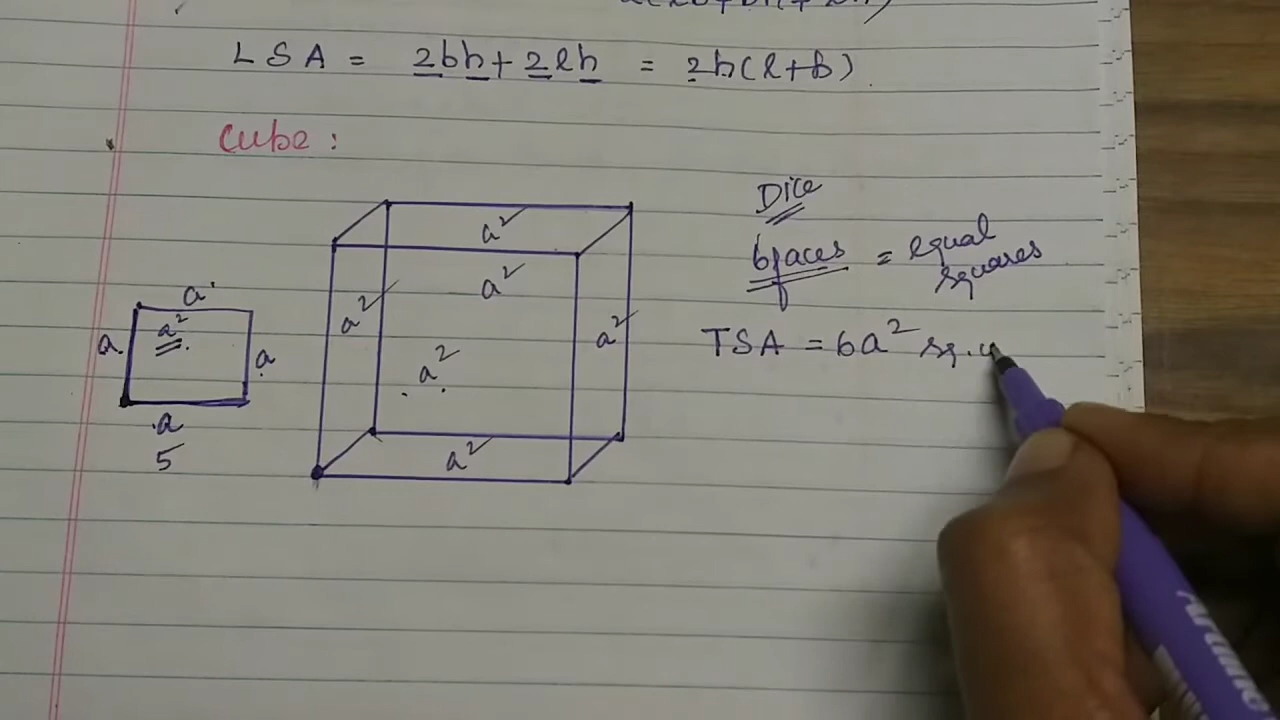 LSA = 2bh + 2lh = 2h(l+b)
Cube :
Dice
6faces = equal
squares
a²
a²
a
a²
a²
a²
a
a
TSA = 6a² sq.u
a²
a
a²
5